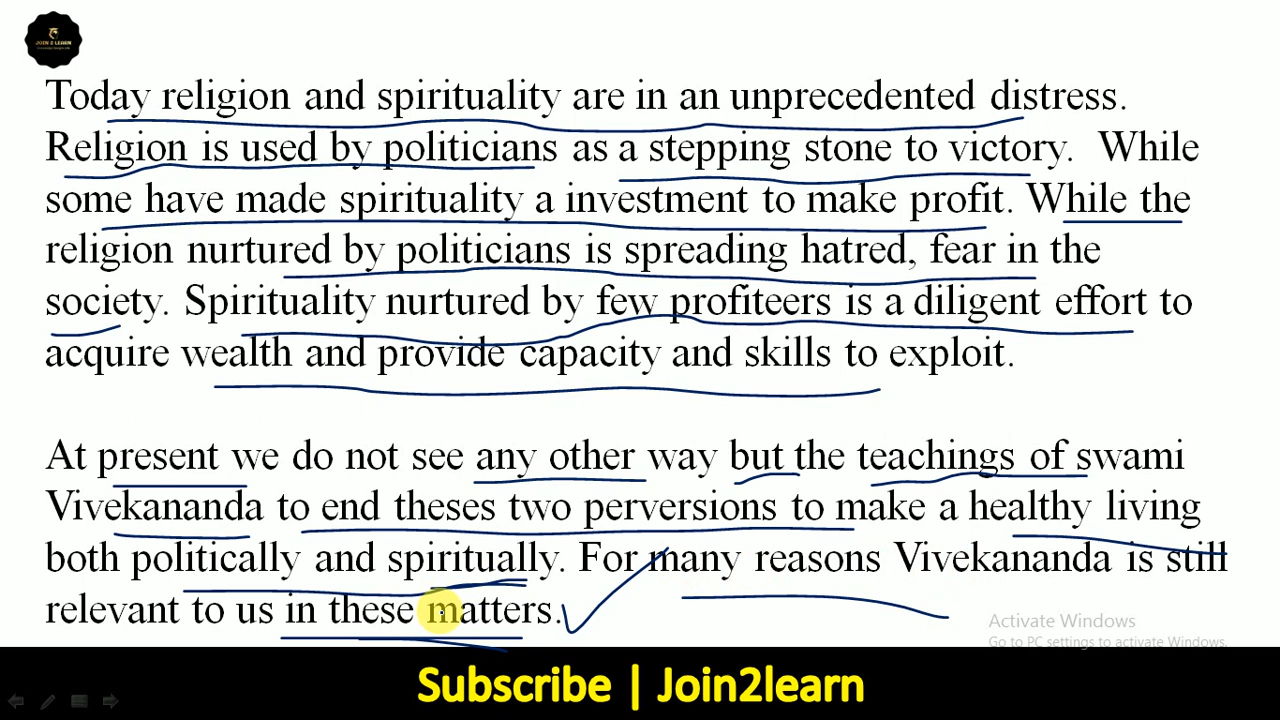 JOIN 2 LEARN
Today religion and spirituality are in an unprecedented distress.
Religion is used by politicians as a stepping stone to victory.  While
some have made spirituality a investment to make profit. While the
religion nurtured by politicians is spreading hatred, fear in the
society. Spirituality nurtured by few profiteers is a diligent effort to
acquire wealth and provide capacity and skills to exploit.
At present we do not see any other way but the teachings of swami
Vivekananda to end theses two perversions to make a healthy living
both politically and spiritually. For many reasons Vivekananda is still
relevant to us in these matters.
Activate Windows
Go to PC settings to activate Windows.
Subscribe | Join2learn